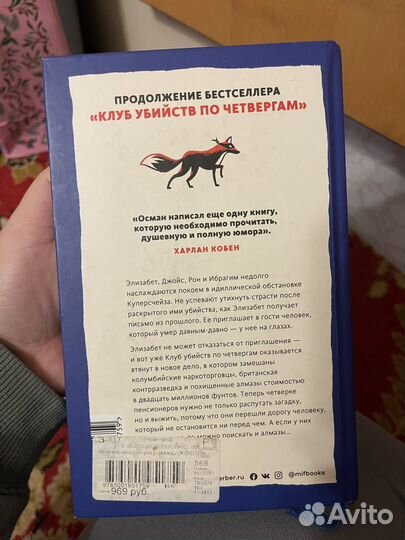 ПРОДОЛЖЕНИЕ БЕСТСЕЛЛЕРА
«КЛУБ УБИЙСТВ ПО ЧЕТВЕРГАМ»
«Осман написал еще одну книгу,
которую необходимо прочитать,
душевную и полную юмора».
ХАРЛАН КОБЕН
Элизабет, Джойс, Рон и Ибрагим недолго
наслаждаются покоем в идиллической обстановке
Куперсчейза. Не успевают утихнуть страсти после
раскрытого ими убийства, как Элизабет получает
письмо из прошлого. Ее приглашает в гости человек,
который умер давным-давно — у нее на глазах.
Элизабет не может отказаться от приглашения —
и вот уже Клуб убийств по четвергам оказывается
втянут в новое дело, в котором замешаны
колумбийские наркоторговцы, британская
контрразведка и похищенные алмазы стоимостью
в двадцать миллионов фунтов. Теперь четверке
пенсионеров нужно не только распутать загадку,
но и выжить, потому что они перешли дорогу человеку,
который не остановится ни перед чем. А если у них
то можно поискать и алмазы...
568
969 руб
9785001951759
@mifbooks
Avito